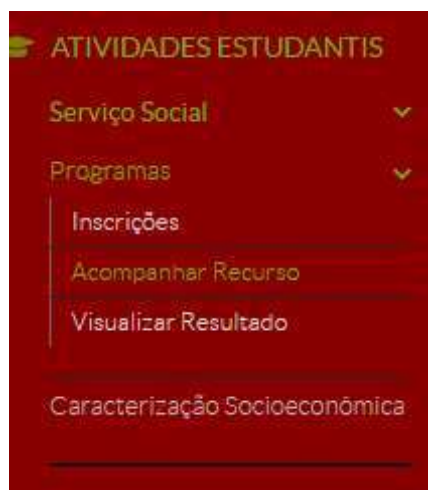 ATIVIDADES ESTUDANTIS
Serviço Social
Programas
Inscrições
Acompanhar Recurso
Visualizar Resultado
Caracterização Socioeconômica